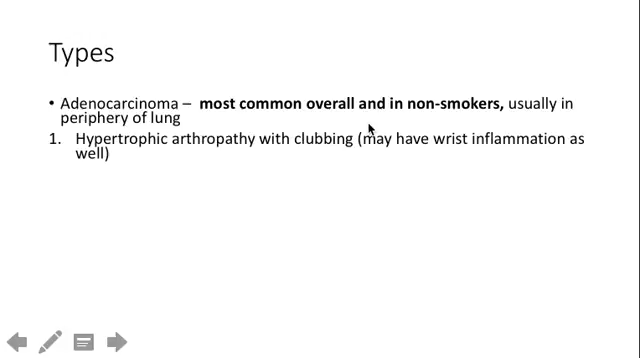 Types
• Adenocarcinoma – most common overall and in non-smokers, usually in
periphery of lung
1. Hypertrophic arthropathy with clubbing (may have wrist inflammation as
well)